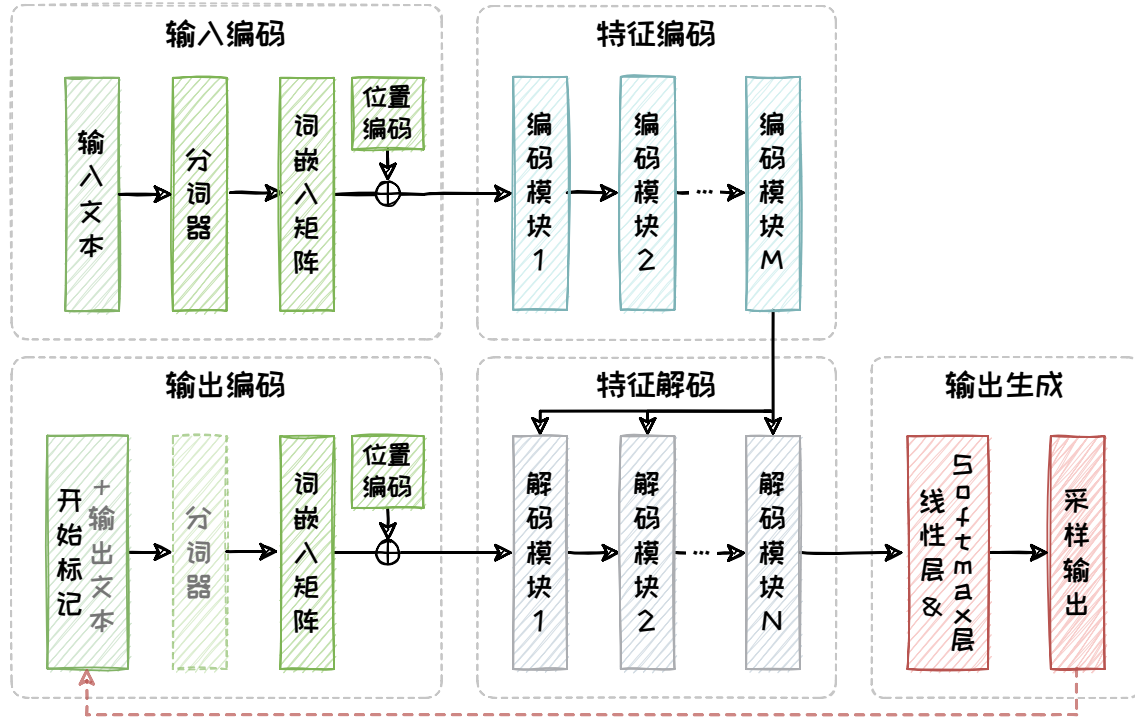 输入编码
输入文本
分词器
词嵌入矩阵
位置
编码
特征编码
编码模块1
编码模块2
...
编码模块M
输出编码
开始标记
+输出文本
分词器
词嵌入矩阵
位置
编码
特征解码
解码模块1
解码模块2
...
解码模块N
输出生成
线性层&
Softmax层
采样输出